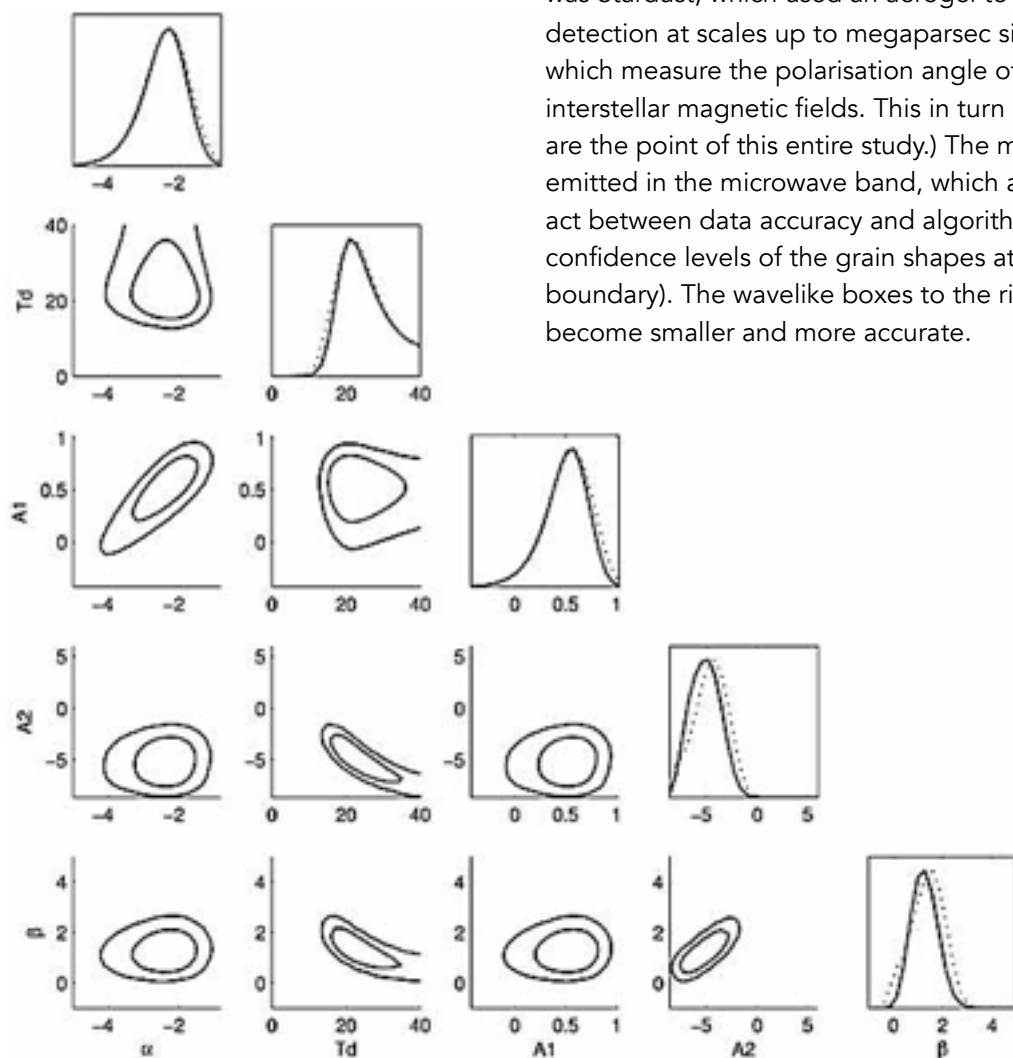 was Stardust, which used an aerogel to
detection at scales up to megaparsec si
which measure the polarisation angle of
interstellar magnetic fields. This in turn
are the point of this entire study.) The m
emitted in the microwave band, which a
act between data accuracy and algorith
confidence levels of the grain shapes at
boundary). The wavelike boxes to the ri
become smaller and more accurate.
−4 −2
Td
40
20
0
−4 −2
0 20 40
A1
1
0.5
0
−4 −2
1
0.5
0
0 20 40
0 0.5 1
A2
5
0
−5
−4 −2
5
0
−5
0 20 40
5
0
−5
0 0.5 1
−5 0 5
β
4
2
0
−4 −2
α
4
2
0
0 20 40
Td
4
2
0
0 0.5 1
A1
4
2
0
−5 0 5
A2
0 2 4
β